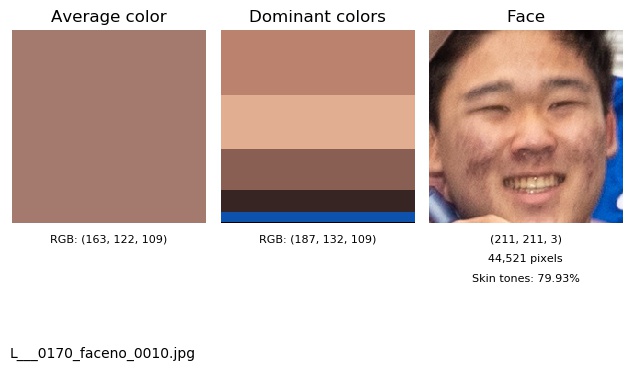 Average color
Dominant colors
Face
RGB: (163, 122, 109)
RGB: (187, 132, 109)
(211, 211, 3)
44,521 pixels
Skin tones: 79.93%
L___0170_faceno_0010.jpg